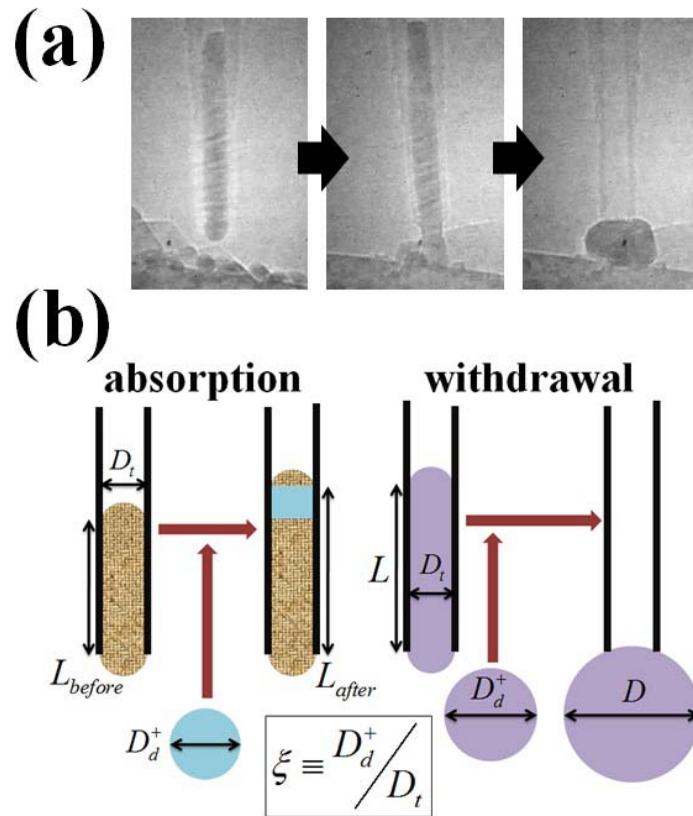 (a)
(b)
absorption
withdrawal
D_t
L_before
L_after
D_d^+
L
D_t
D_d^+
D
ξ ≡ D_d^+ / D_t